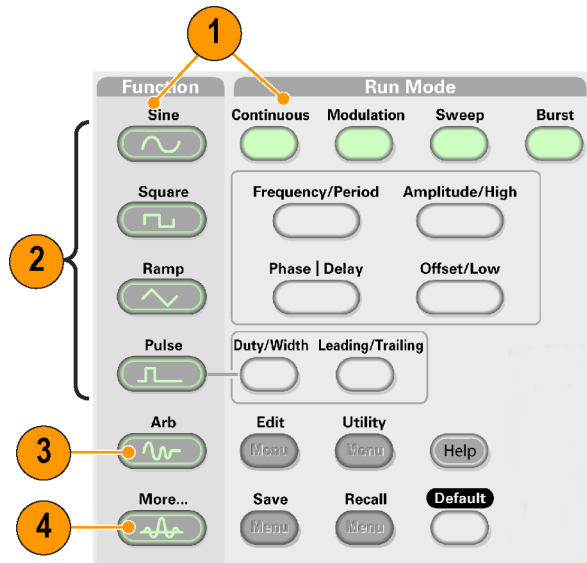 1
Function Run Mode
Sine Continuous Modulation Sweep Burst
2
Square Frequency/Period Amplitude/High
Ramp Phase | Delay Offset/Low
Pulse Duty/Width Leading/Trailing
Arb Edit Utility
3
Menu Menu Help
More... Save Recall Default
4
Menu Menu